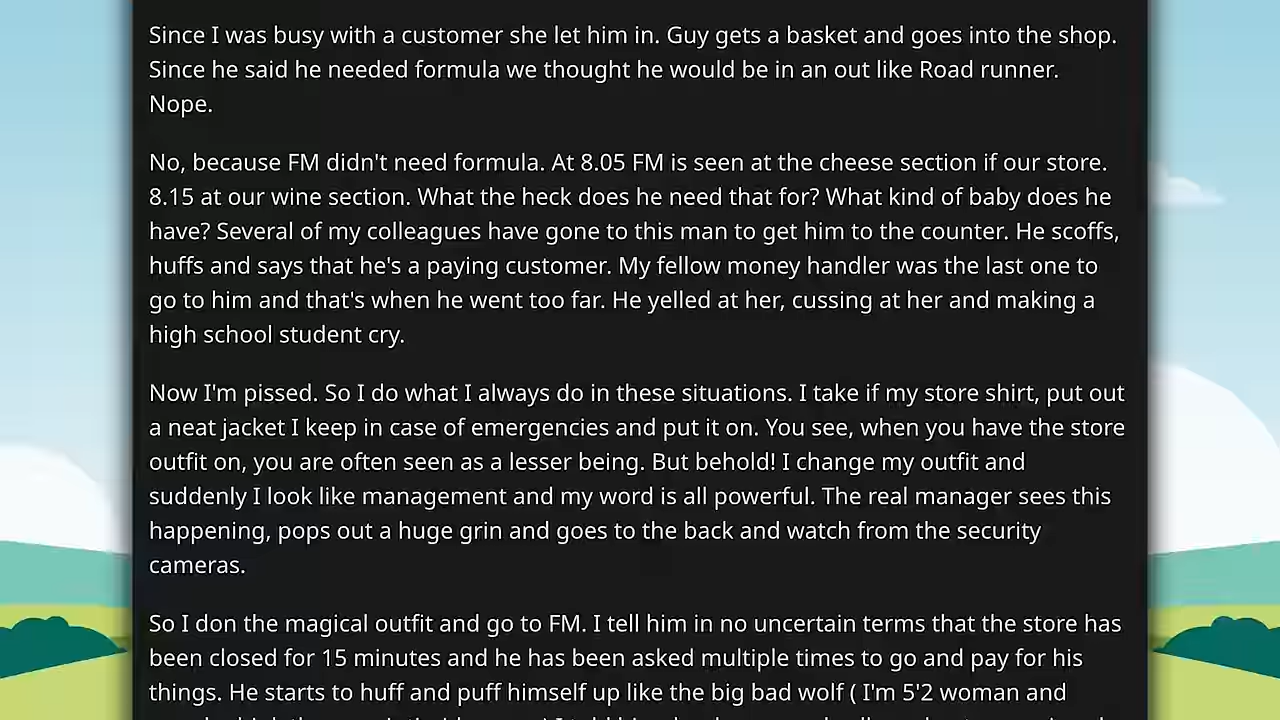 Since I was busy with a customer she let him in. Guy gets a basket and goes into the shop.
Since he said he needed formula we thought he would be in an out like Road runner.
Nope.
No, because FM didn't need formula. At 8.05 FM is seen at the cheese section if our store.
8.15 at our wine section. What the heck does he need that for? What kind of baby does he
have? Several of my colleagues have gone to this man to get him to the counter. He scoffs,
huffs and says that he's a paying customer. My fellow money handler was the last one to
go to him and that's when he went too far. He yelled at her, cussing at her and making a
high school student cry.
Now I'm pissed. So I do what I always do in these situations. I take if my store shirt, put out
a neat jacket I keep in case of emergencies and put it on. You see, when you have the store
outfit on, you are often seen as a lesser being. But behold! I change my outfit and
suddenly I look like management and my word is all powerful. The real manager sees this
happening, pops out a huge grin and goes to the back and watch from the security
cameras.
So I don the magical outfit and go to FM. I tell him in no uncertain terms that the store has
been closed for 15 minutes and he has been asked multiple times to go and pay for his
things. He starts to huff and puff himself up like the big bad wolf ( I'm 5'2 woman and